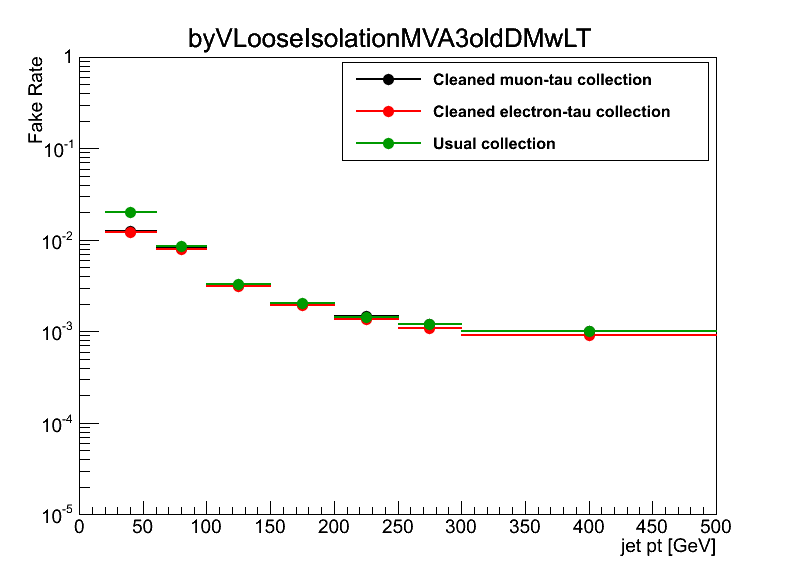 byVLooseIsolationMVA3oldDMwLT
Fake Rate
Cleaned muon-tau collection
Cleaned electron-tau collection
Usual collection
1
10^-1
10^-2
10^-3
10^-4
10^-5
0 50 100 150 200 250 300 350 400 450 500
jet pt [GeV]